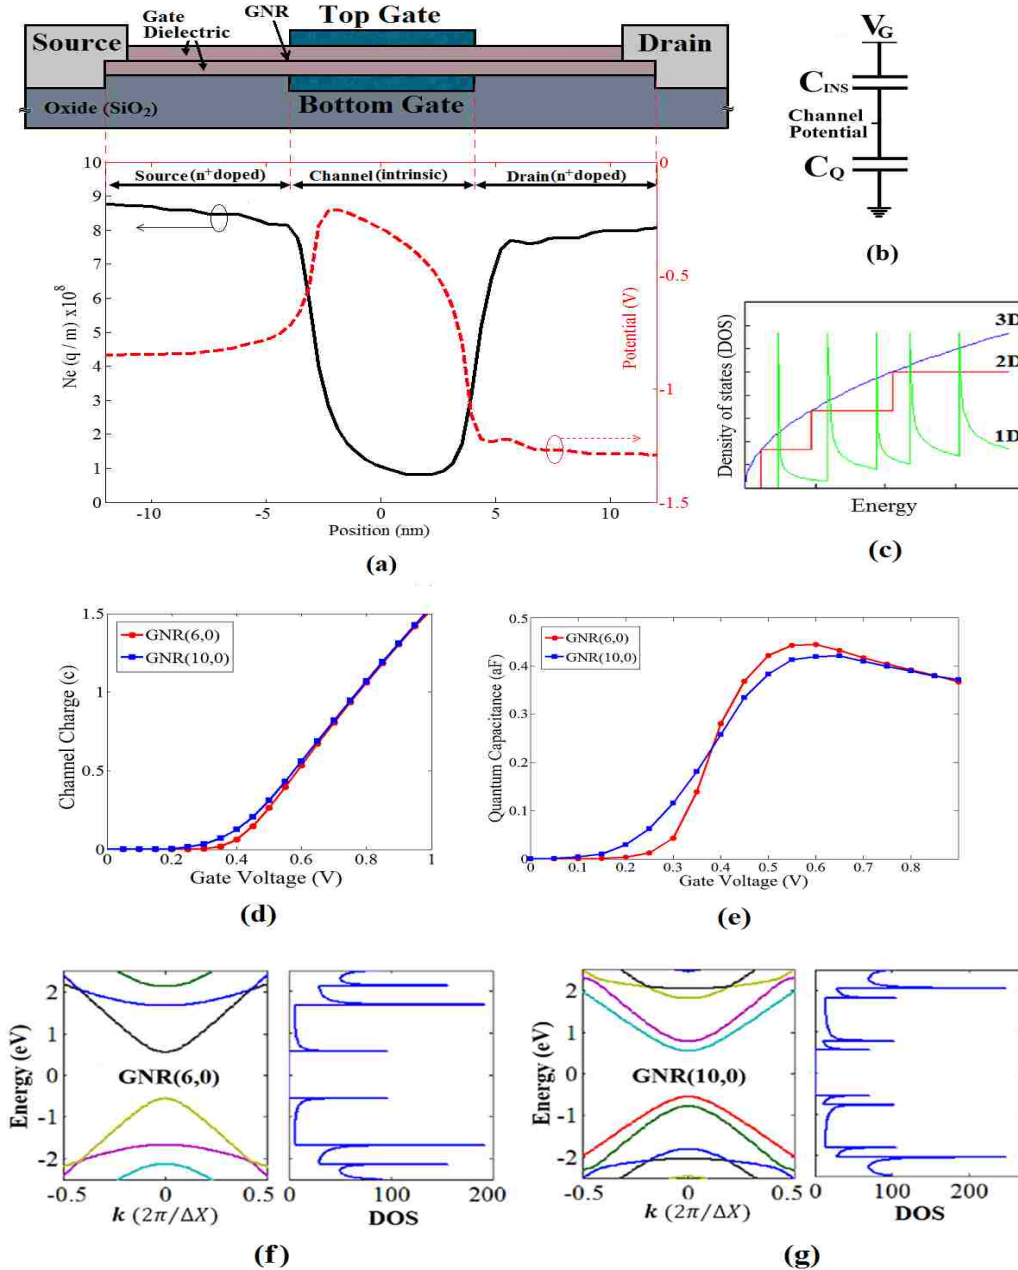 Top Gate
GNR
Gate
Dielectric
Source
Drain
Bottom Gate
Oxide (SiO₂)
Source (n⁺doped)
Channel (intrinsic)
Drain (n⁺doped)
10
9
8
7
6
5
4
3
2
1
0
Ne (q / m) x10⁸
0
-0.5
-1
-1.5
Potential (V)
-10
-5
0
5
10
Position (nm)
(a)
V_G
C_INS
Channel
Potential
C_Q
(b)
Density of states (DOS)
3D
2D
1D
Energy
(c)
1.5
1
0.5
0
Channel Charge (c)
GNR(6,0)
GNR(10,0)
0
0.2
0.4
0.6
0.8
1
Gate Voltage (V)
(d)
0.5
0.4
0.3
0.2
0.1
0
Quantum Capacitance (aF)
GNR(6,0)
GNR(10,0)
0
0.1
0.2
0.3
0.4
0.5
0.6
0.7
0.8
Gate Voltage (V)
(e)
2
1
0
-1
-2
Energy (eV)
GNR(6,0)
-0.5
0
0.5
k (2π/ΔX)
0
100
200
DOS
(f)
2
1
0
-1
-2
Energy (eV)
GNR(10,0)
-0.5
0
0.5
k (2π/ΔX)
0
100
200
DOS
(g)